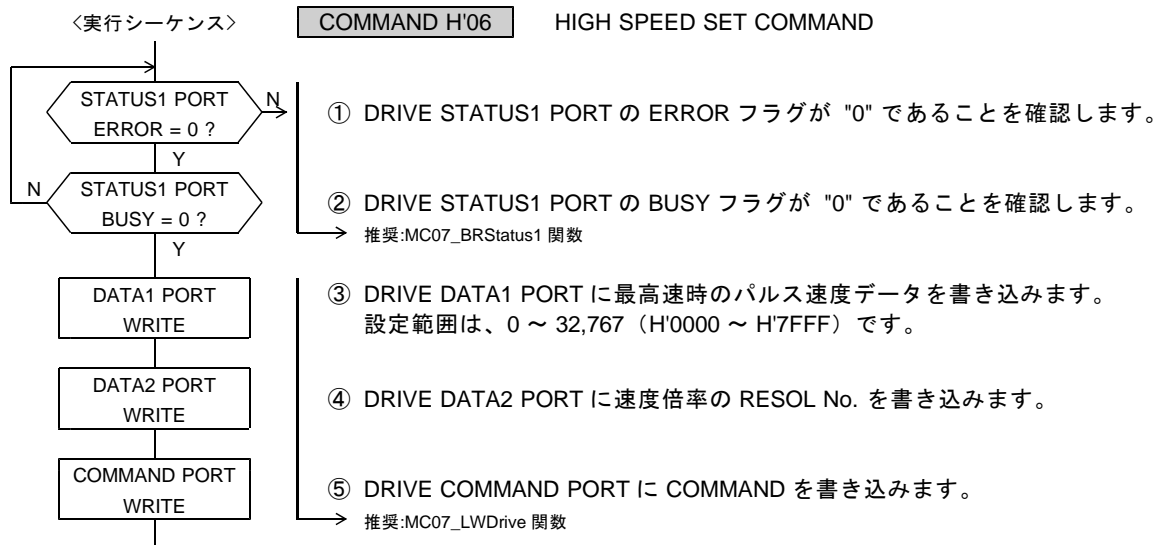 〈実行シーケンス〉
COMMAND H'06 HIGH SPEED SET COMMAND
STATUS1 PORT
ERROR = 0 ?
N
Y
① DRIVE STATUS1 PORT の ERROR フラグが "0" であることを確認します。
STATUS1 PORT
BUSY = 0 ?
N
Y
② DRIVE STATUS1 PORT の BUSY フラグが "0" であることを確認します。
推奨:MC07_BRStatus1 関数
DATA1 PORT
WRITE
③ DRIVE DATA1 PORT に最高速時のパルス速度データを書き込みます。
設定範囲は、0 ～ 32,767（H'0000 ～ H'7FFF）です。
DATA2 PORT
WRITE
④ DRIVE DATA2 PORT に速度倍率の RESOL No. を書き込みます。
COMMAND PORT
WRITE
⑤ DRIVE COMMAND PORT に COMMAND を書き込みます。
推奨:MC07_LWDrive 関数